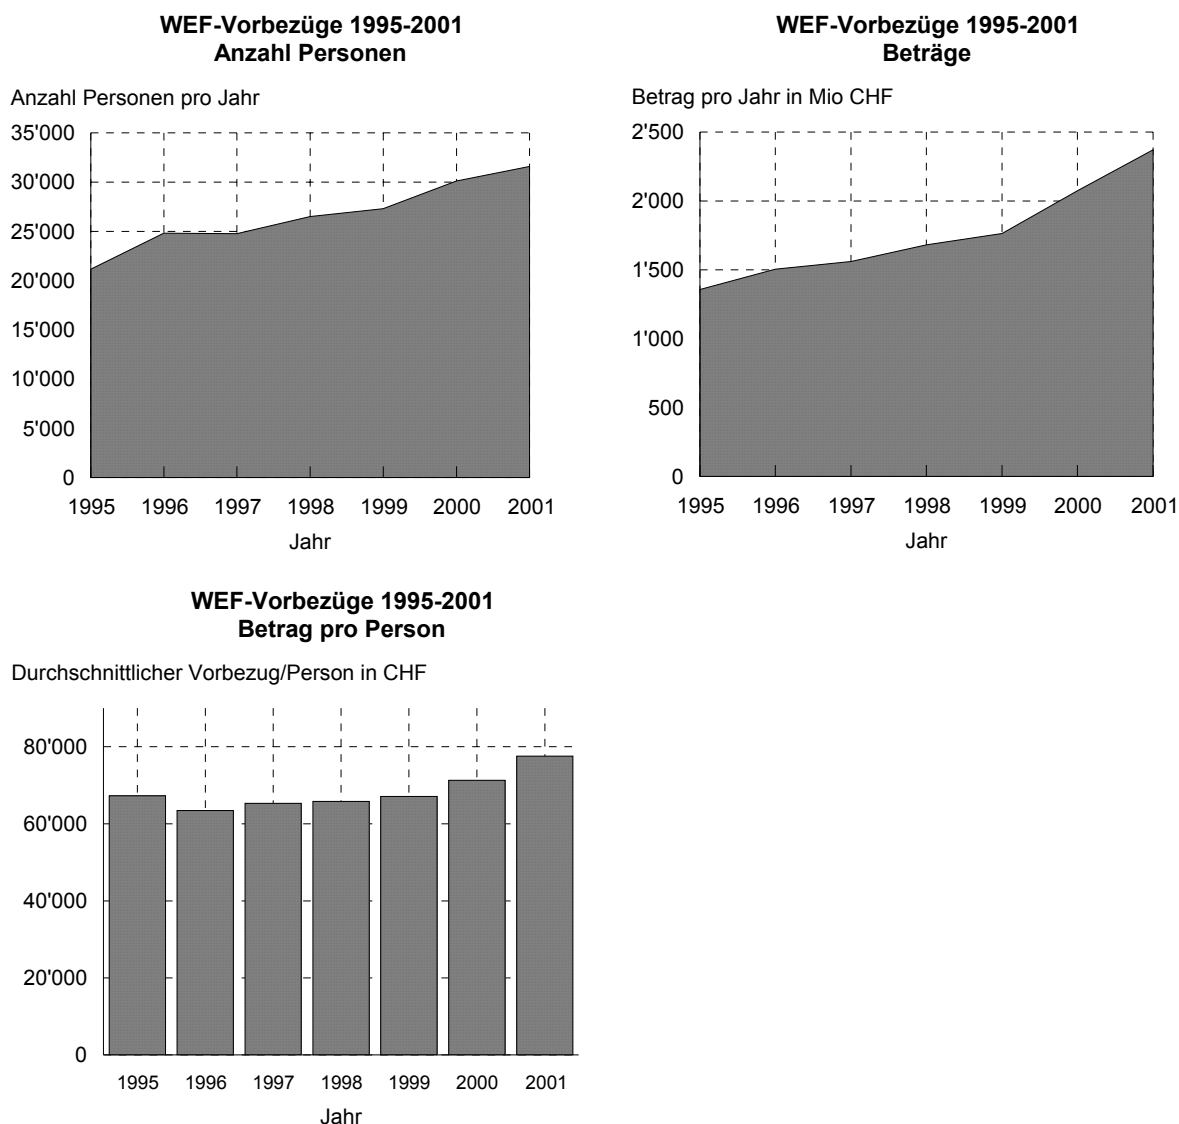 WEF-Vorbezüge 1995-2001
Anzahl Personen
Anzahl Personen pro Jahr
35'000
30'000
25'000
20'000
15'000
10'000
5'000
0
1995 1996 1997 1998 1999 2000 2001
Jahr
WEF-Vorbezüge 1995-2001
Beträge
Betrag pro Jahr in Mio CHF
2'500
2'000
1'500
1'000
500
0
1995 1996 1997 1998 1999 2000 2001
Jahr
WEF-Vorbezüge 1995-2001
Betrag pro Person
Durchschnittlicher Vorbezug/Person in CHF
80'000
60'000
40'000
20'000
0
1995 1996 1997 1998 1999 2000 2001
Jahr